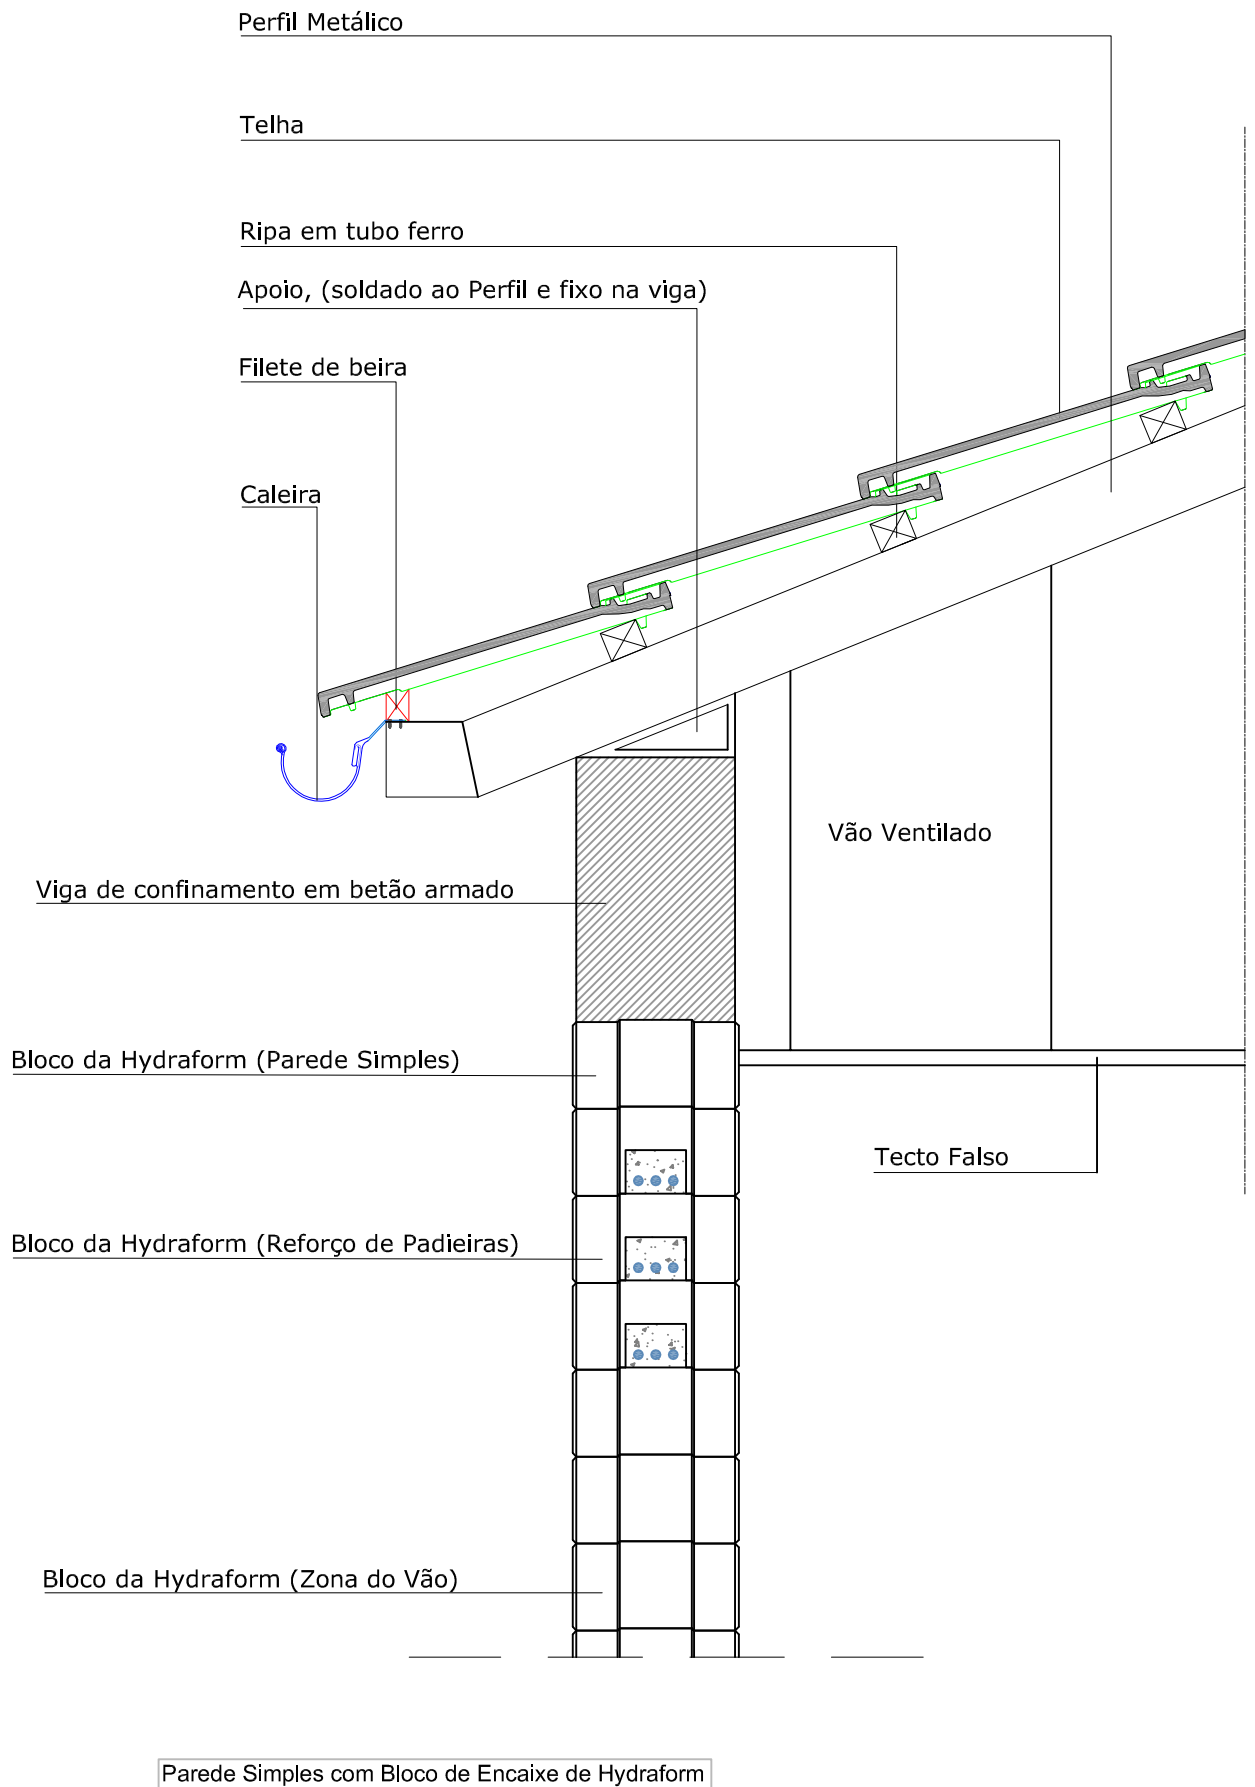 Perfil Metálico
Telha
Ripa em tubo ferro
Apoio, (soldado ao Perfil e fixo na viga)
Filete de beira
Caleira
Vão Ventilado
Viga de confinamento em betão armado
Bloco da Hydraform (Parede Simples)
Tecto Falso
Bloco da Hydraform (Reforço de Padieiras)
Bloco da Hydraform (Zona do Vão)
Parede Simples com Bloco de Encaixe de Hydraform